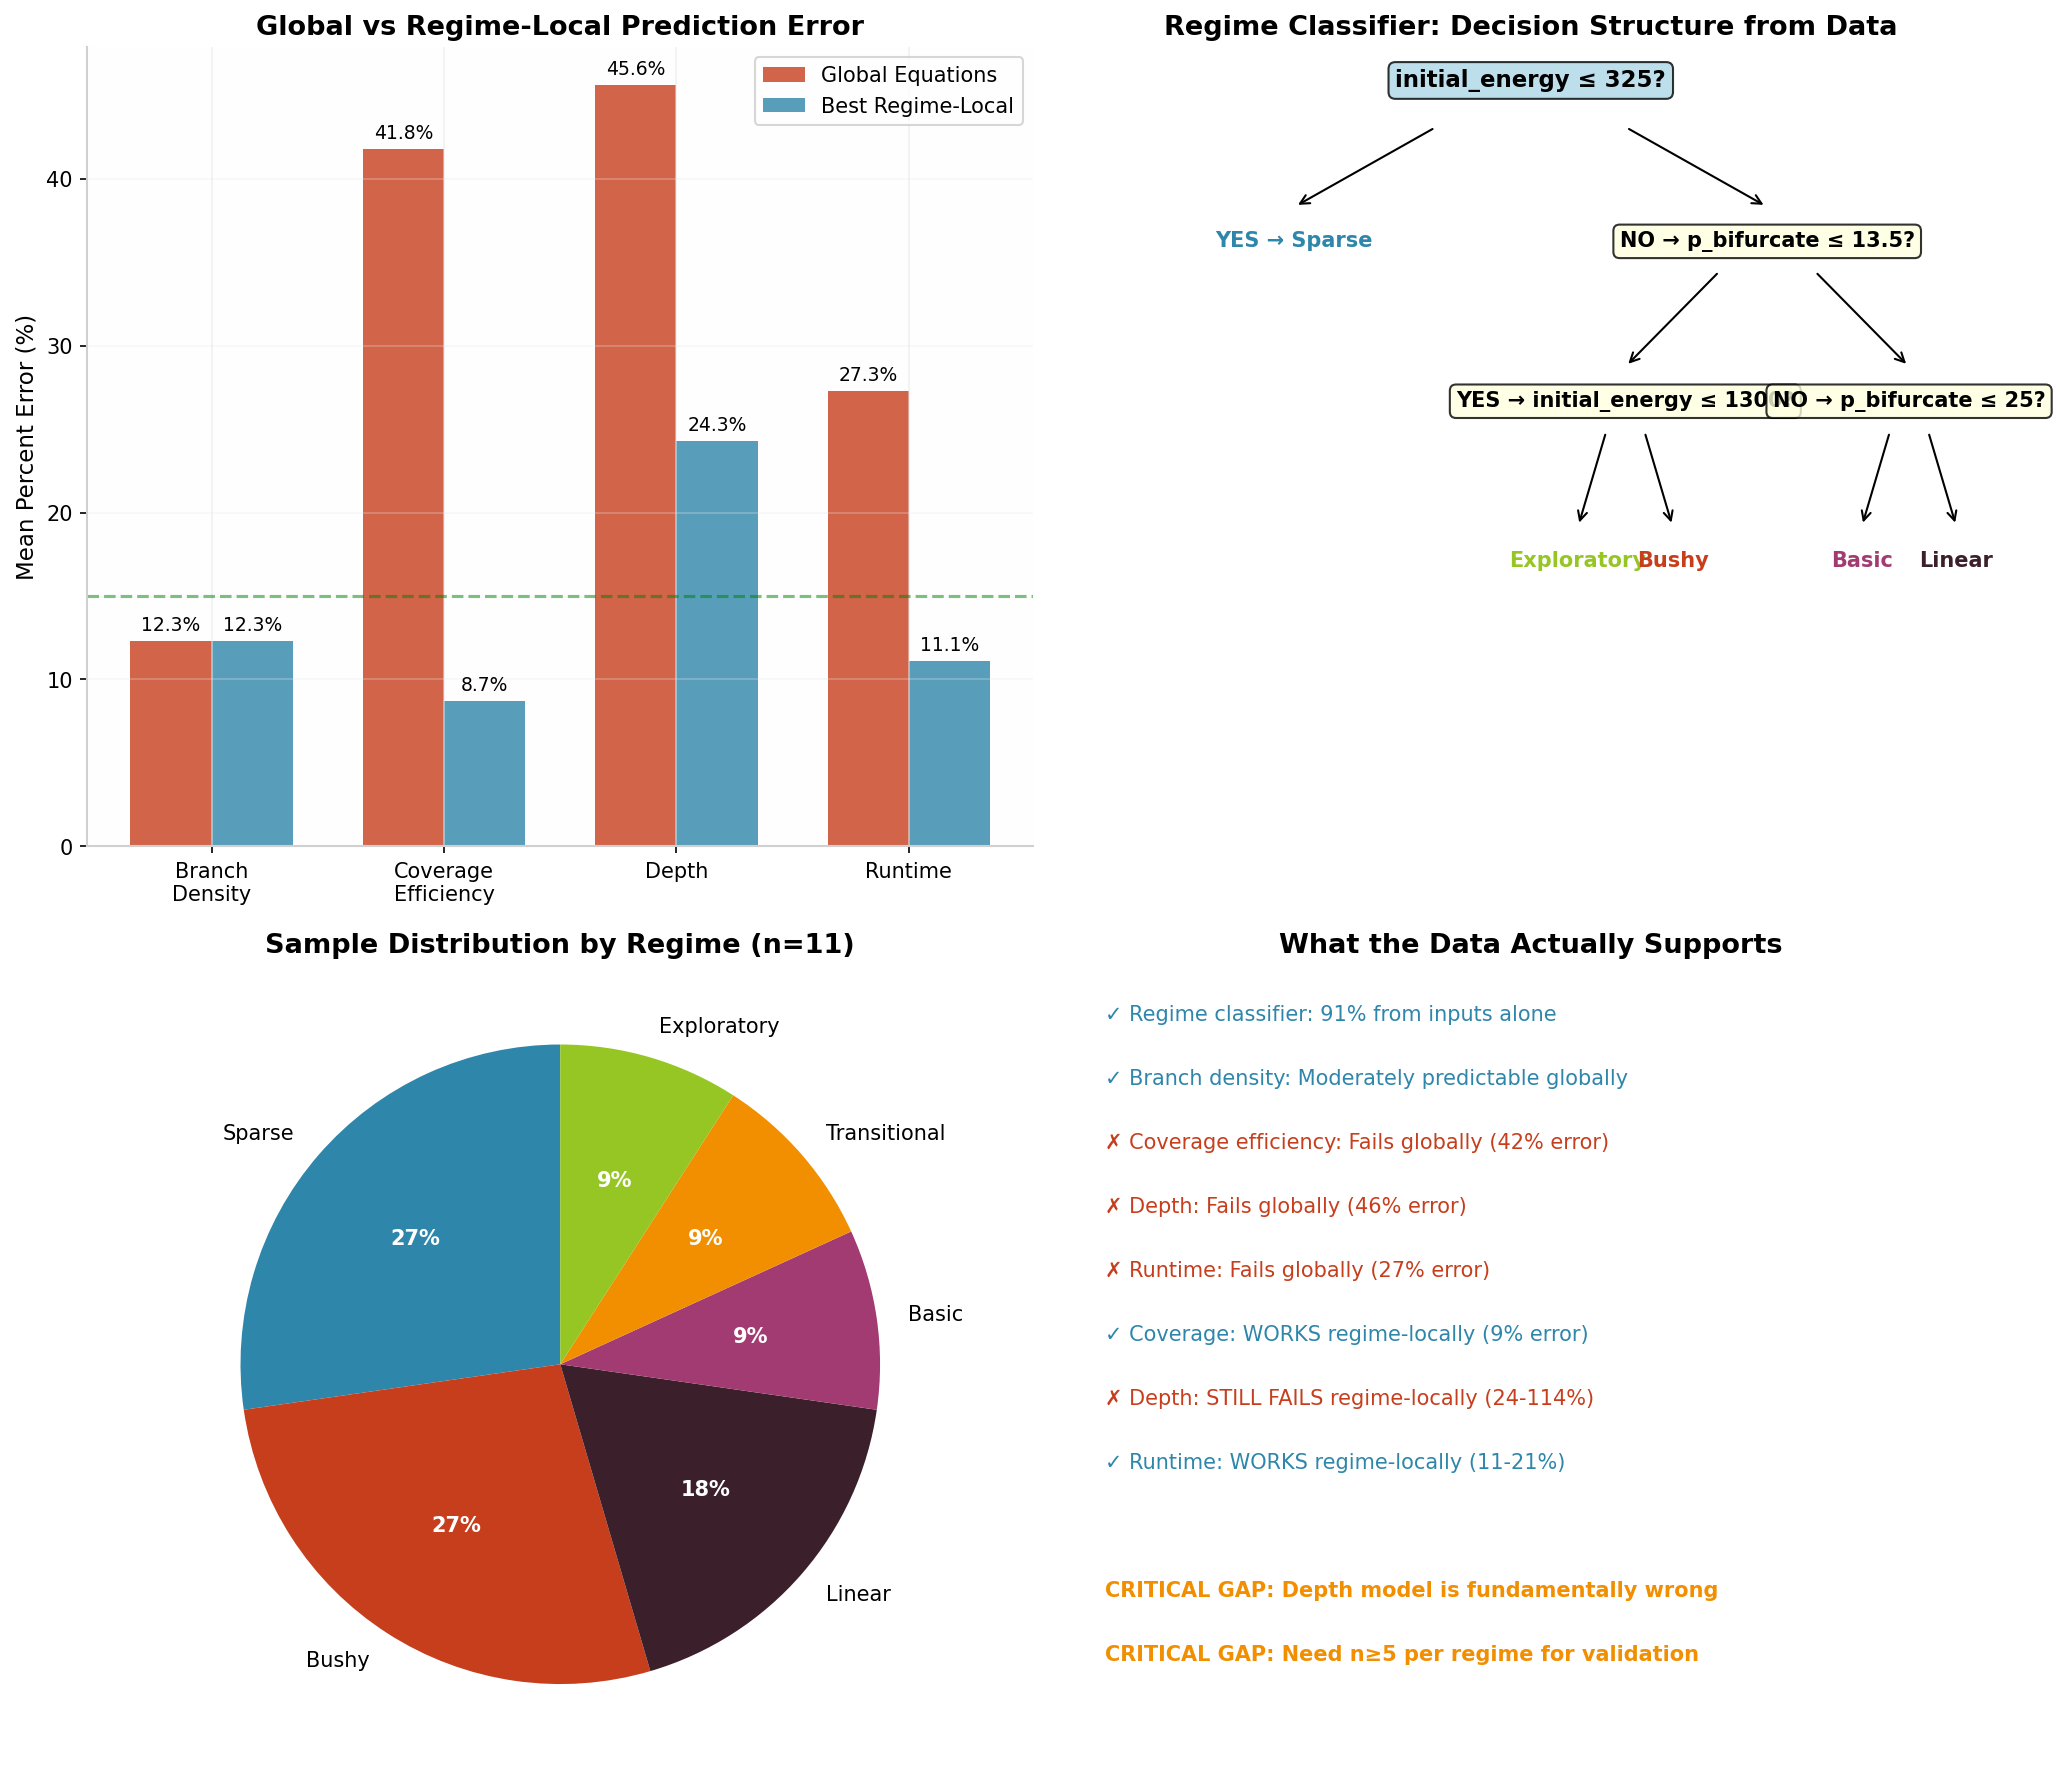 Global vs Regime-Local Prediction Error
Global Equations
Best Regime-Local
Mean Percent Error (%)
40
30
20
10
0
12.3%
12.3%
41.8%
8.7%
45.6%
24.3%
27.3%
11.1%
Branch
Density
Coverage
Efficiency
Depth
Runtime
Regime Classifier: Decision Structure from Data
initial_energy ≤ 325?
YES → Sparse
NO → p_bifurcate ≤ 13.5?
YES → initial_energy ≤
NO → p_bifurcate ≤ 25?
Exploratory
Bushy
Basic
Linear
Sample Distribution by Regime (n=11)
Exploratory
Transitional
Basic
Linear
Bushy
Sparse
9%
9%
9%
18%
27%
27%
What the Data Actually Supports
✓ Regime classifier: 91% from inputs alone
✓ Branch density: Moderately predictable globally
✗ Coverage efficiency: Fails globally (42% error)
✗ Depth: Fails globally (46% error)
✗ Runtime: Fails globally (27% error)
✓ Coverage: WORKS regime-locally (9% error)
✗ Depth: STILL FAILS regime-locally (24-114%)
✓ Runtime: WORKS regime-locally (11-21%)
CRITICAL GAP: Depth model is fundamentally wrong
CRITICAL GAP: Need n≥5 per regime for validation